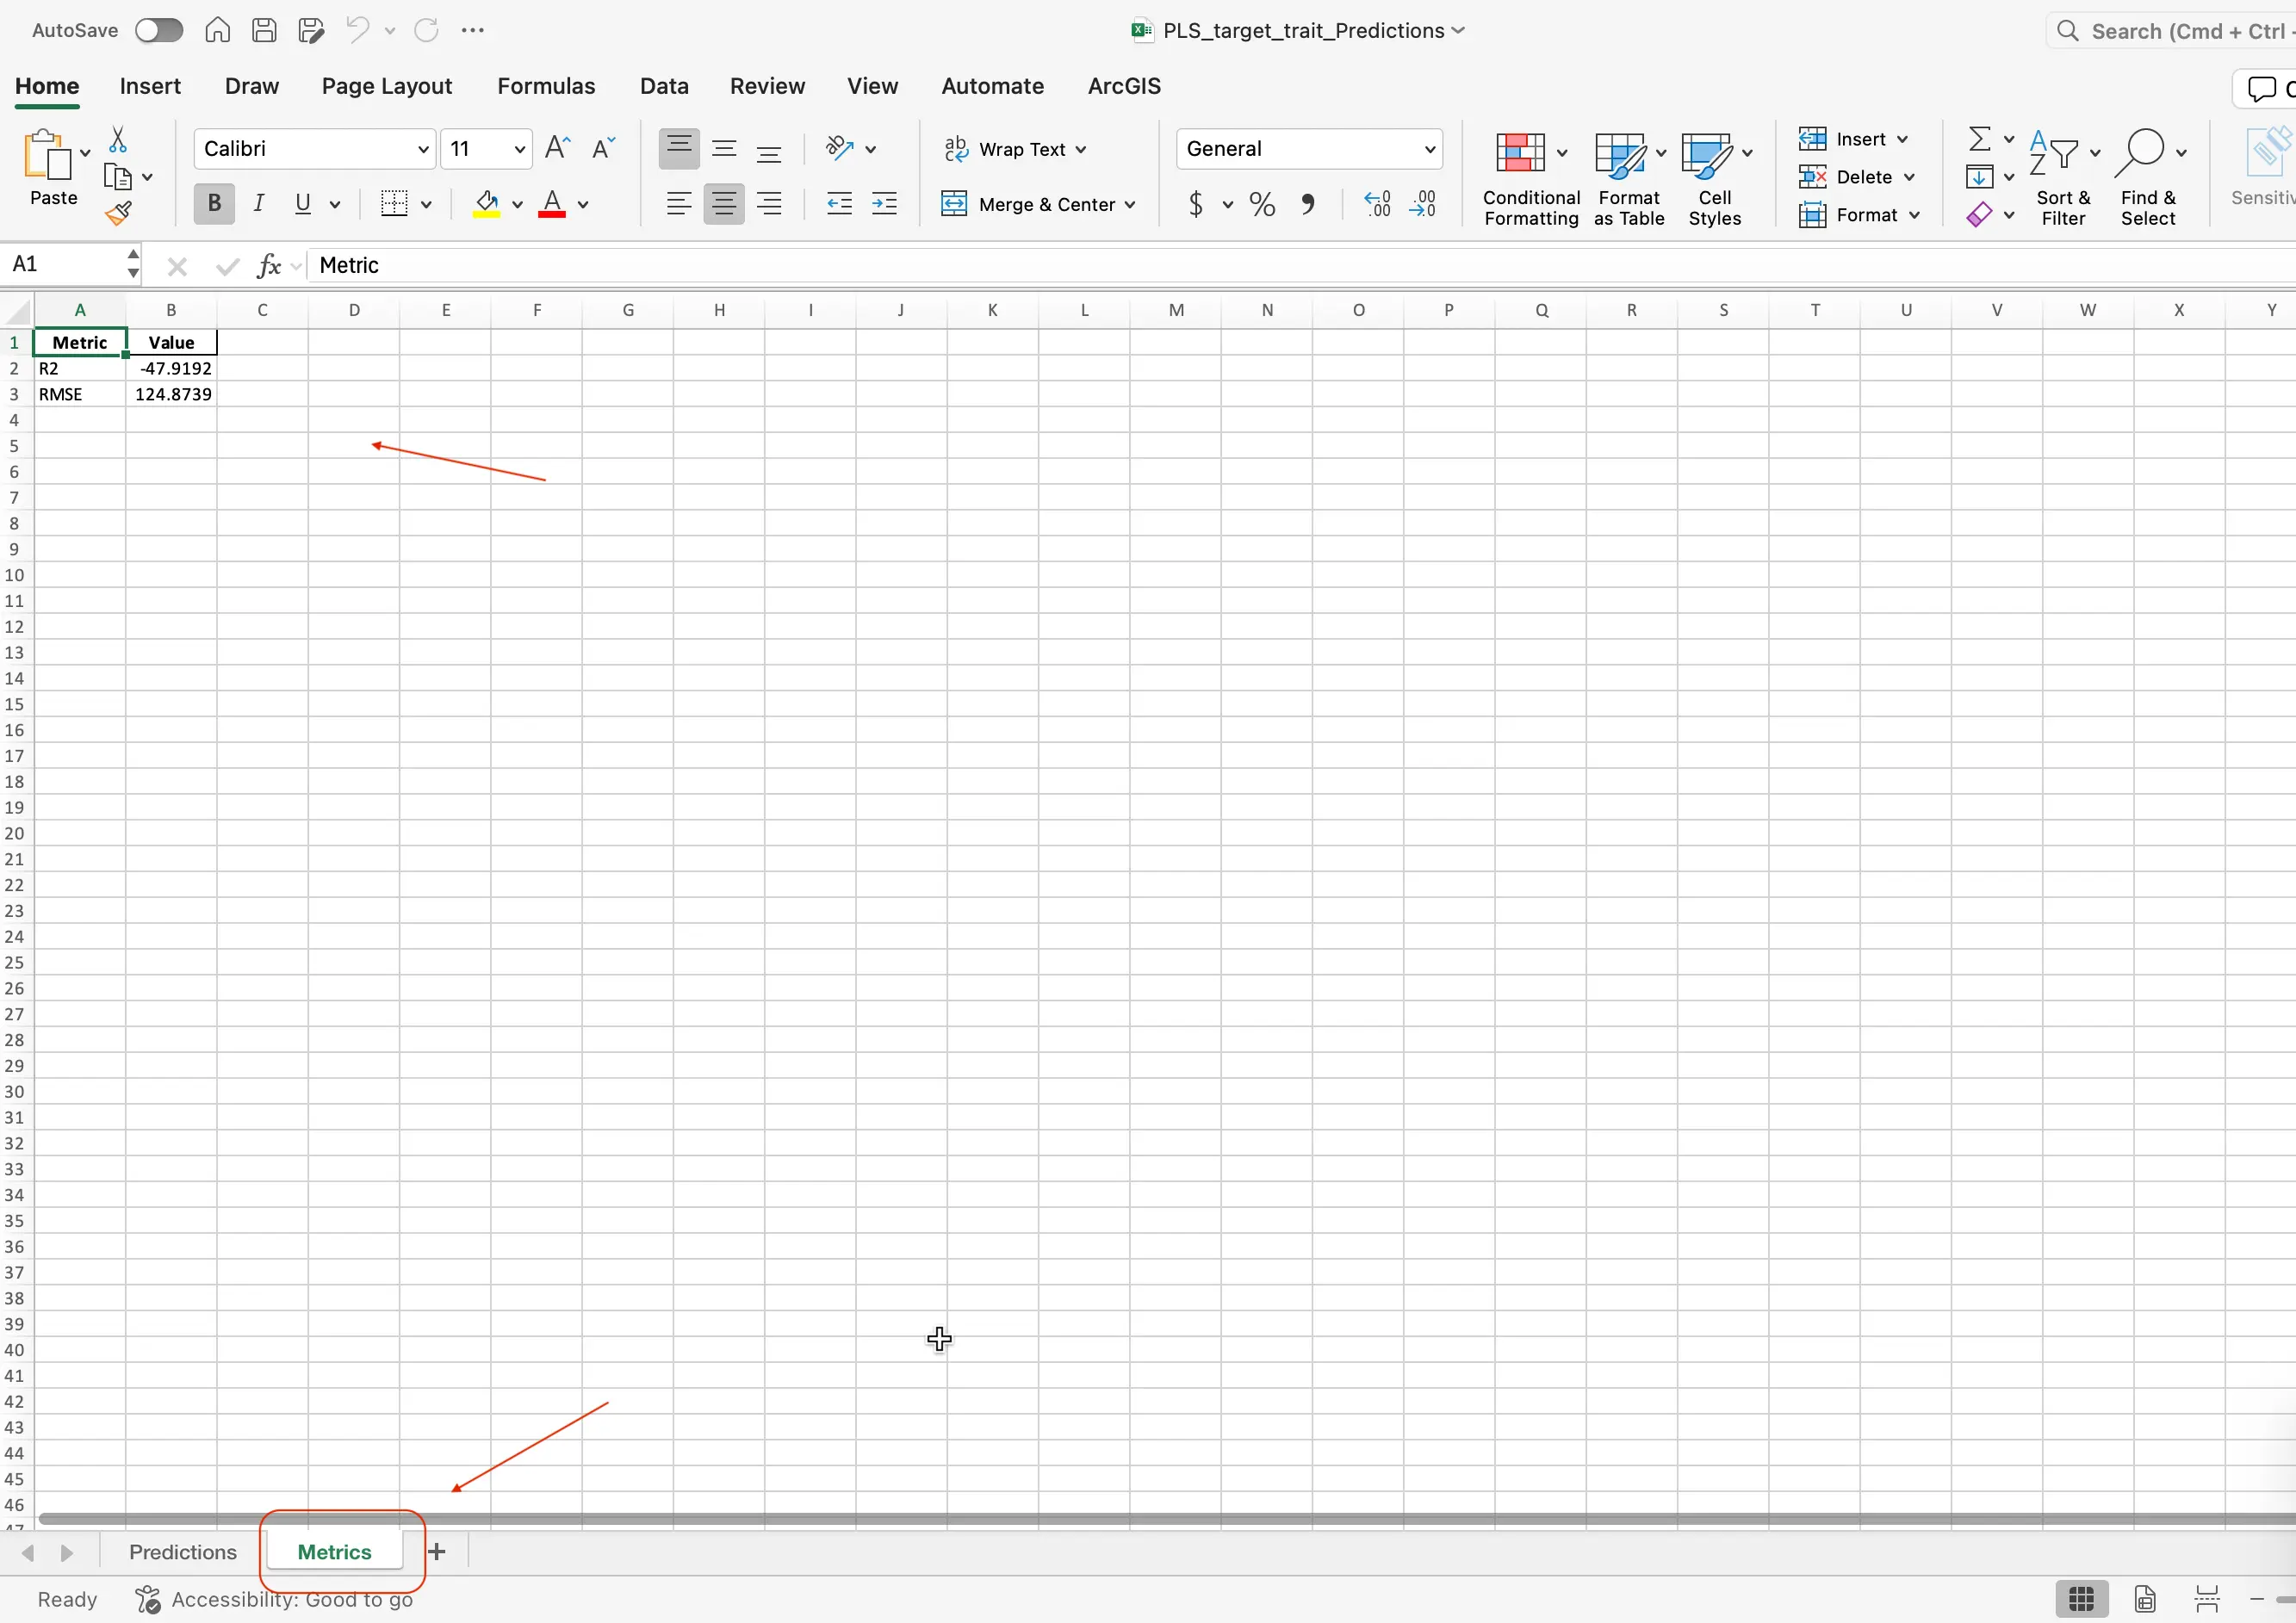 AutoSave
PLS_target_trait_Predictions
Search (Cmd + Ctrl
Home Insert Draw Page Layout Formulas Data Review View Automate ArcGIS
Paste
Calibri 11
Wrap Text
General
B I U
Merge & Center
$ % 9
Conditional Formatting
Format as Table
Cell Styles
Insert
Delete
Format
Sort & Filter
Find & Select
A1 fx Metric
A B C D E F G H I J K L M N O P Q R S T U V W X Y
1 Metric Value
2 R2 -47.9192
3 RMSE 124.8739
4
5
6
7
8
9
10
11
12
13
14
15
16
17
18
19
20
21
22
23
24
25
26
27
28
29
30
31
32
33
34
35
36
37
38
39
40
41
42
43
44
45
46
47
Predictions Metrics +
Ready Accessibility: Good to go